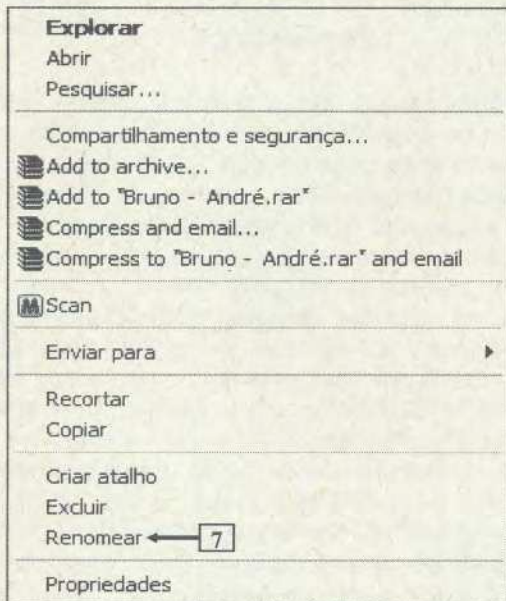 Explorar
Abrir
Pesquisar...
Compartilhamento e segurança...
Add to archive...
Add to "Bruno - André.rar"
Compress and email...
Compress to "Bruno - André.rar" and email
M Scan
Enviar para
Recortar
Copiar
Criar atalho
Excluir
Renomear 7
Propriedades